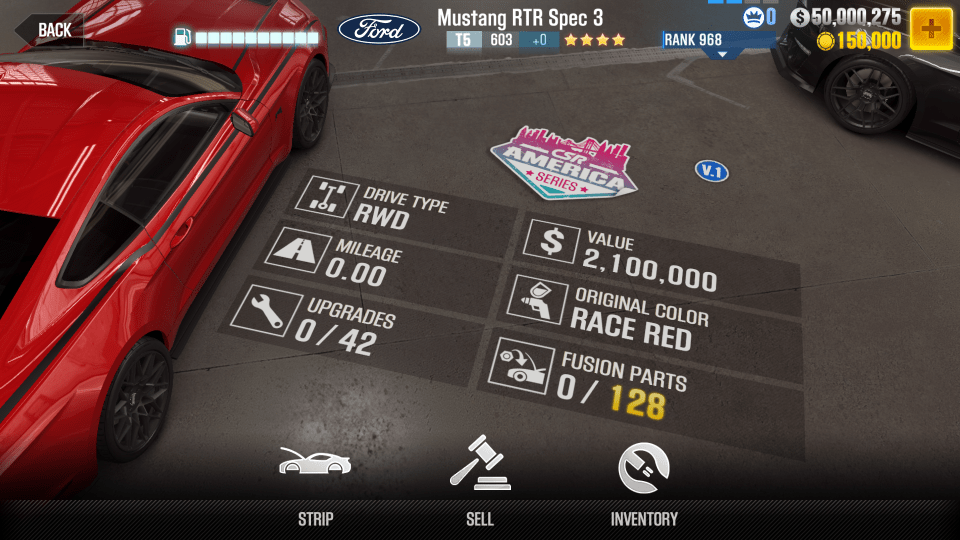 BACK
Ford
Mustang RTR Spec 3
T5 603 +0
RANK 968
0
$50,000,275
150,000
CSR
AMERICA
SERIES
V.1
DRIVE TYPE
RWD
MILEAGE
0.00
UPGRADES
0 / 42
$
VALUE
2,100,000
ORIGINAL COLOR
RACE RED
FUSION PARTS
0 / 128
STRIP
SELL
INVENTORY